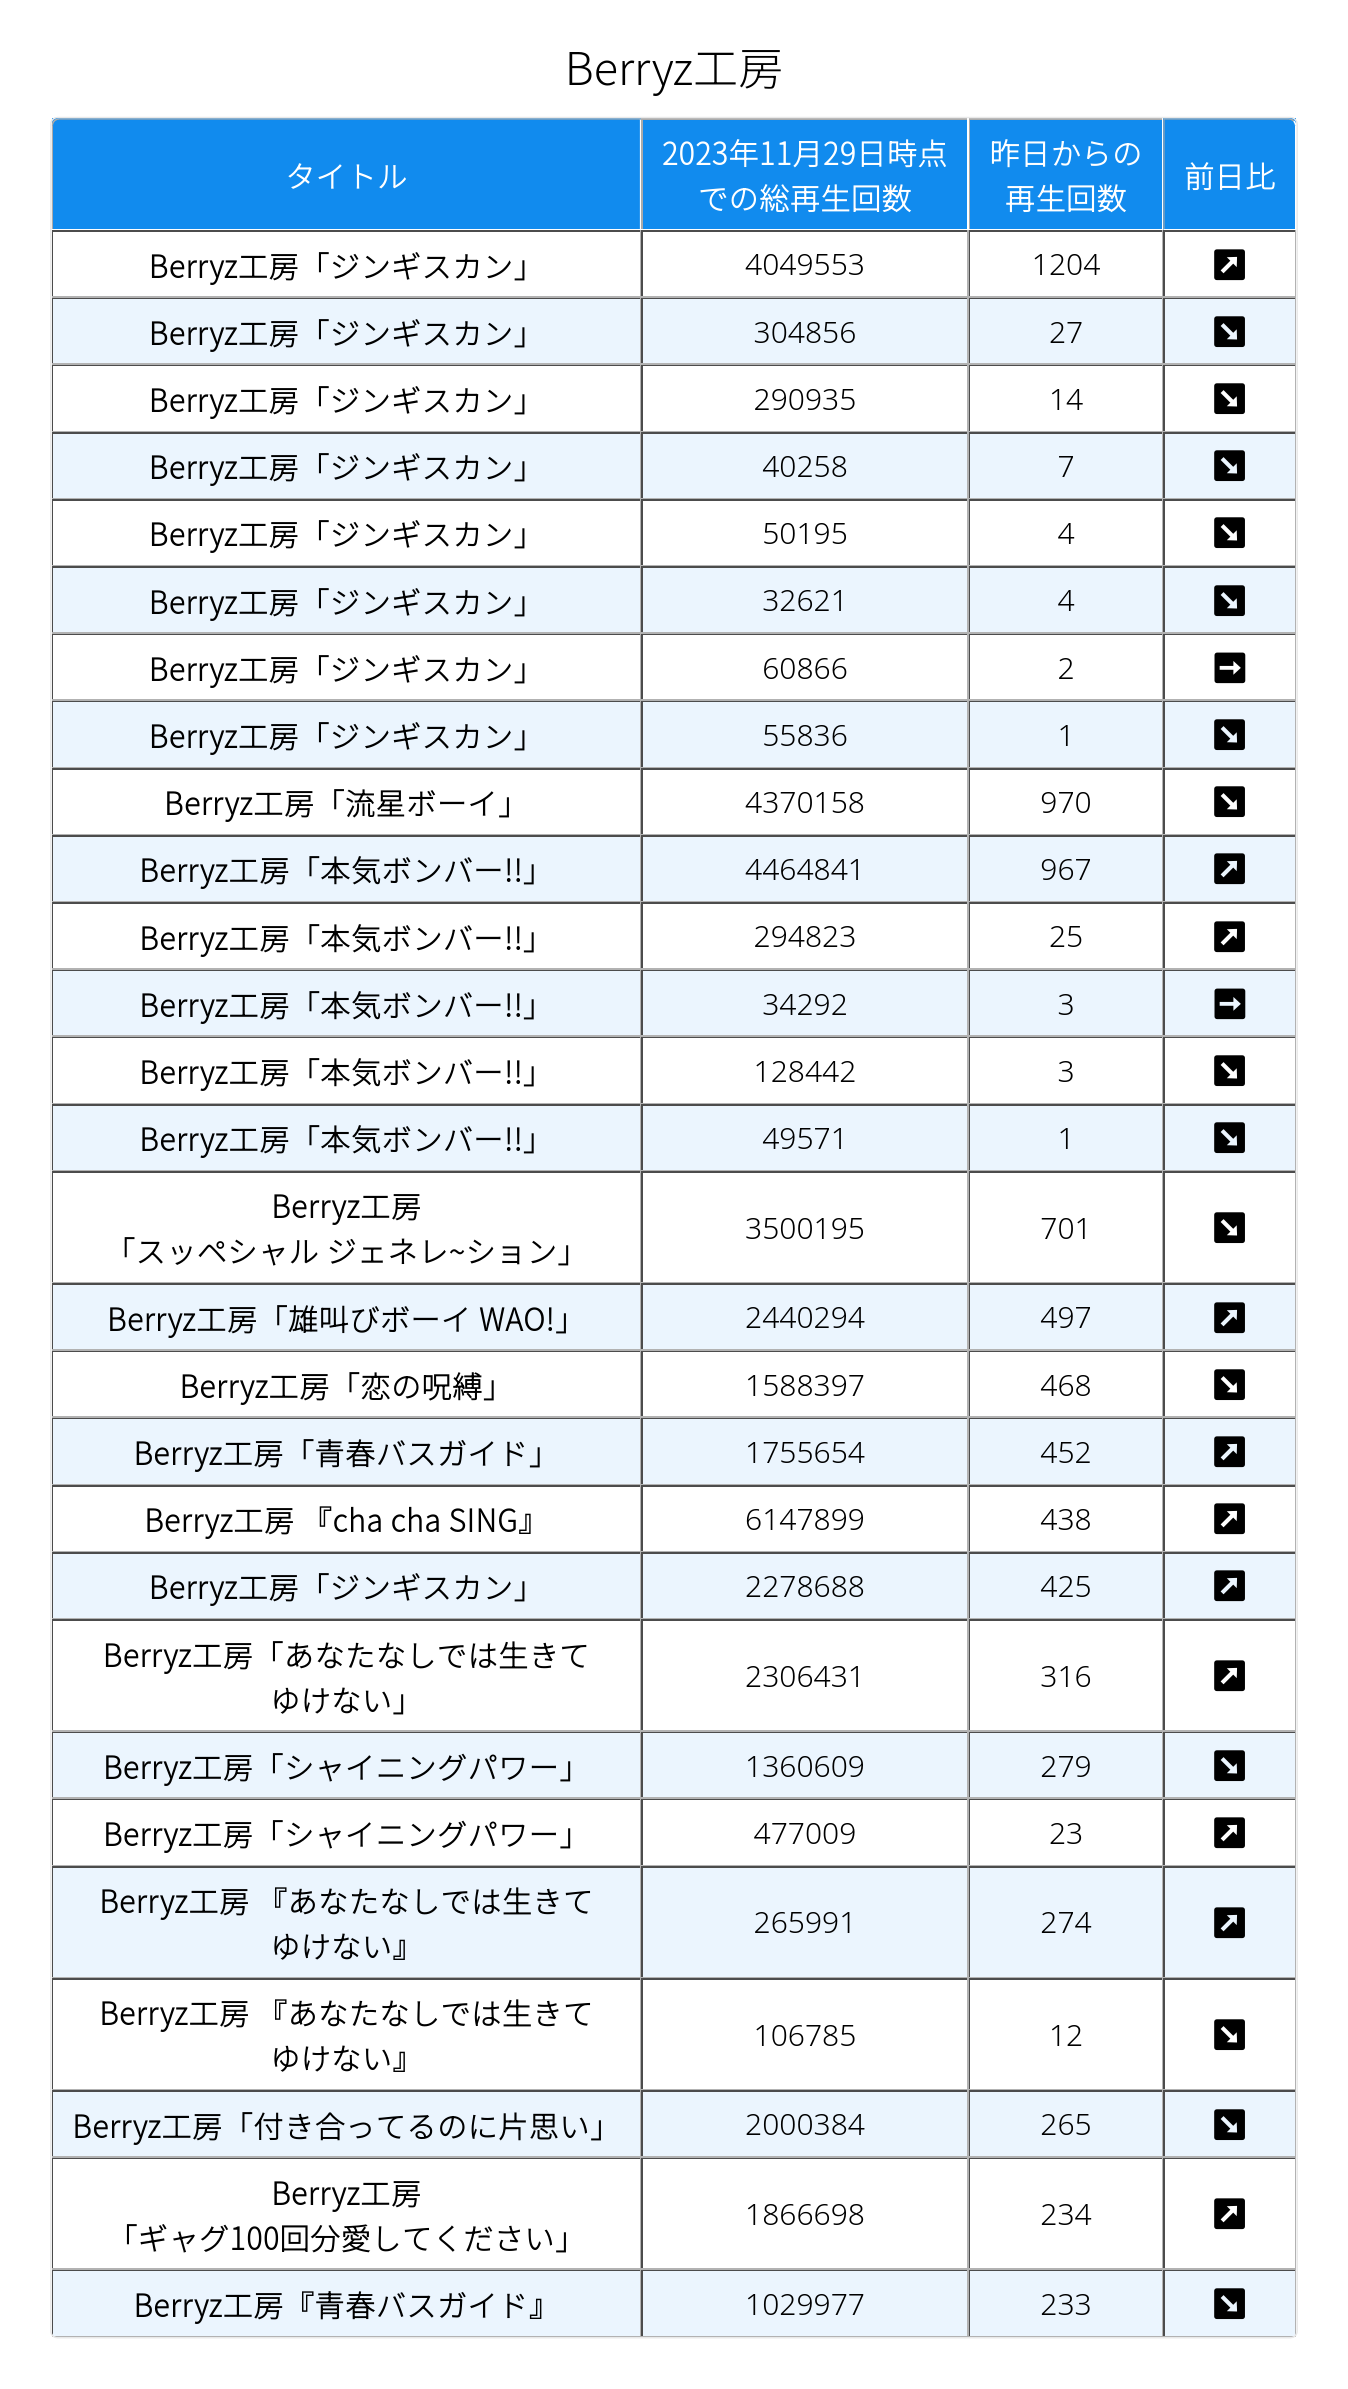 Berryz工房
タイトル 2023年11月29日時点 昨日からの 前日比
での総再生回数 再生回数
Berryz工房「ジンギスカン」 4049553 1204
Berryz工房「ジンギスカン」 304856 27
Berryz工房「ジンギスカン」 290935 14
Berryz工房「ジンギスカン」 40258 7
Berryz工房「ジンギスカン」 50195 4
Berryz工房「ジンギスカン」 32621 4
Berryz工房「ジンギスカン」 60866 2
Berryz工房「ジンギスカン」 55836 1
Berryz工房「流星ボーイ」 4370158 970
Berryz工房「本気ボンバー!!」 4464841 967
Berryz工房「本気ボンバー!!」 294823 25
Berryz工房「本気ボンバー!!」 34292 3
Berryz工房「本気ボンバー!!」 128442 3
Berryz工房「本気ボンバー!!」 49571 1
Berryz工房
「スッペシャル ジェネレ~ション」 3500195 701
Berryz工房「雄叫びボーイ WAO!」 2440294 497
Berryz工房「恋の呪縛」 1588397 468
Berryz工房「青春バスガイド」 1755654 452
Berryz工房 『cha cha SING』 6147899 438
Berryz工房「ジンギスカン」 2278688 425
Berryz工房「あなたなしでは生きて
ゆけない」 2306431 316
Berryz工房「シャイニングパワー」 1360609 279
Berryz工房「シャイニングパワー」 477009 23
Berryz工房 『あなたなしでは生きて
ゆけない』 265991 274
Berryz工房 『あなたなしでは生きて
ゆけない』 106785 12
Berryz工房「付き合ってるのに片思い」 2000384 265
Berryz工房
「ギャグ100回分愛してください」 1866698 234
Berryz工房『青春バスガイド』 1029977 233